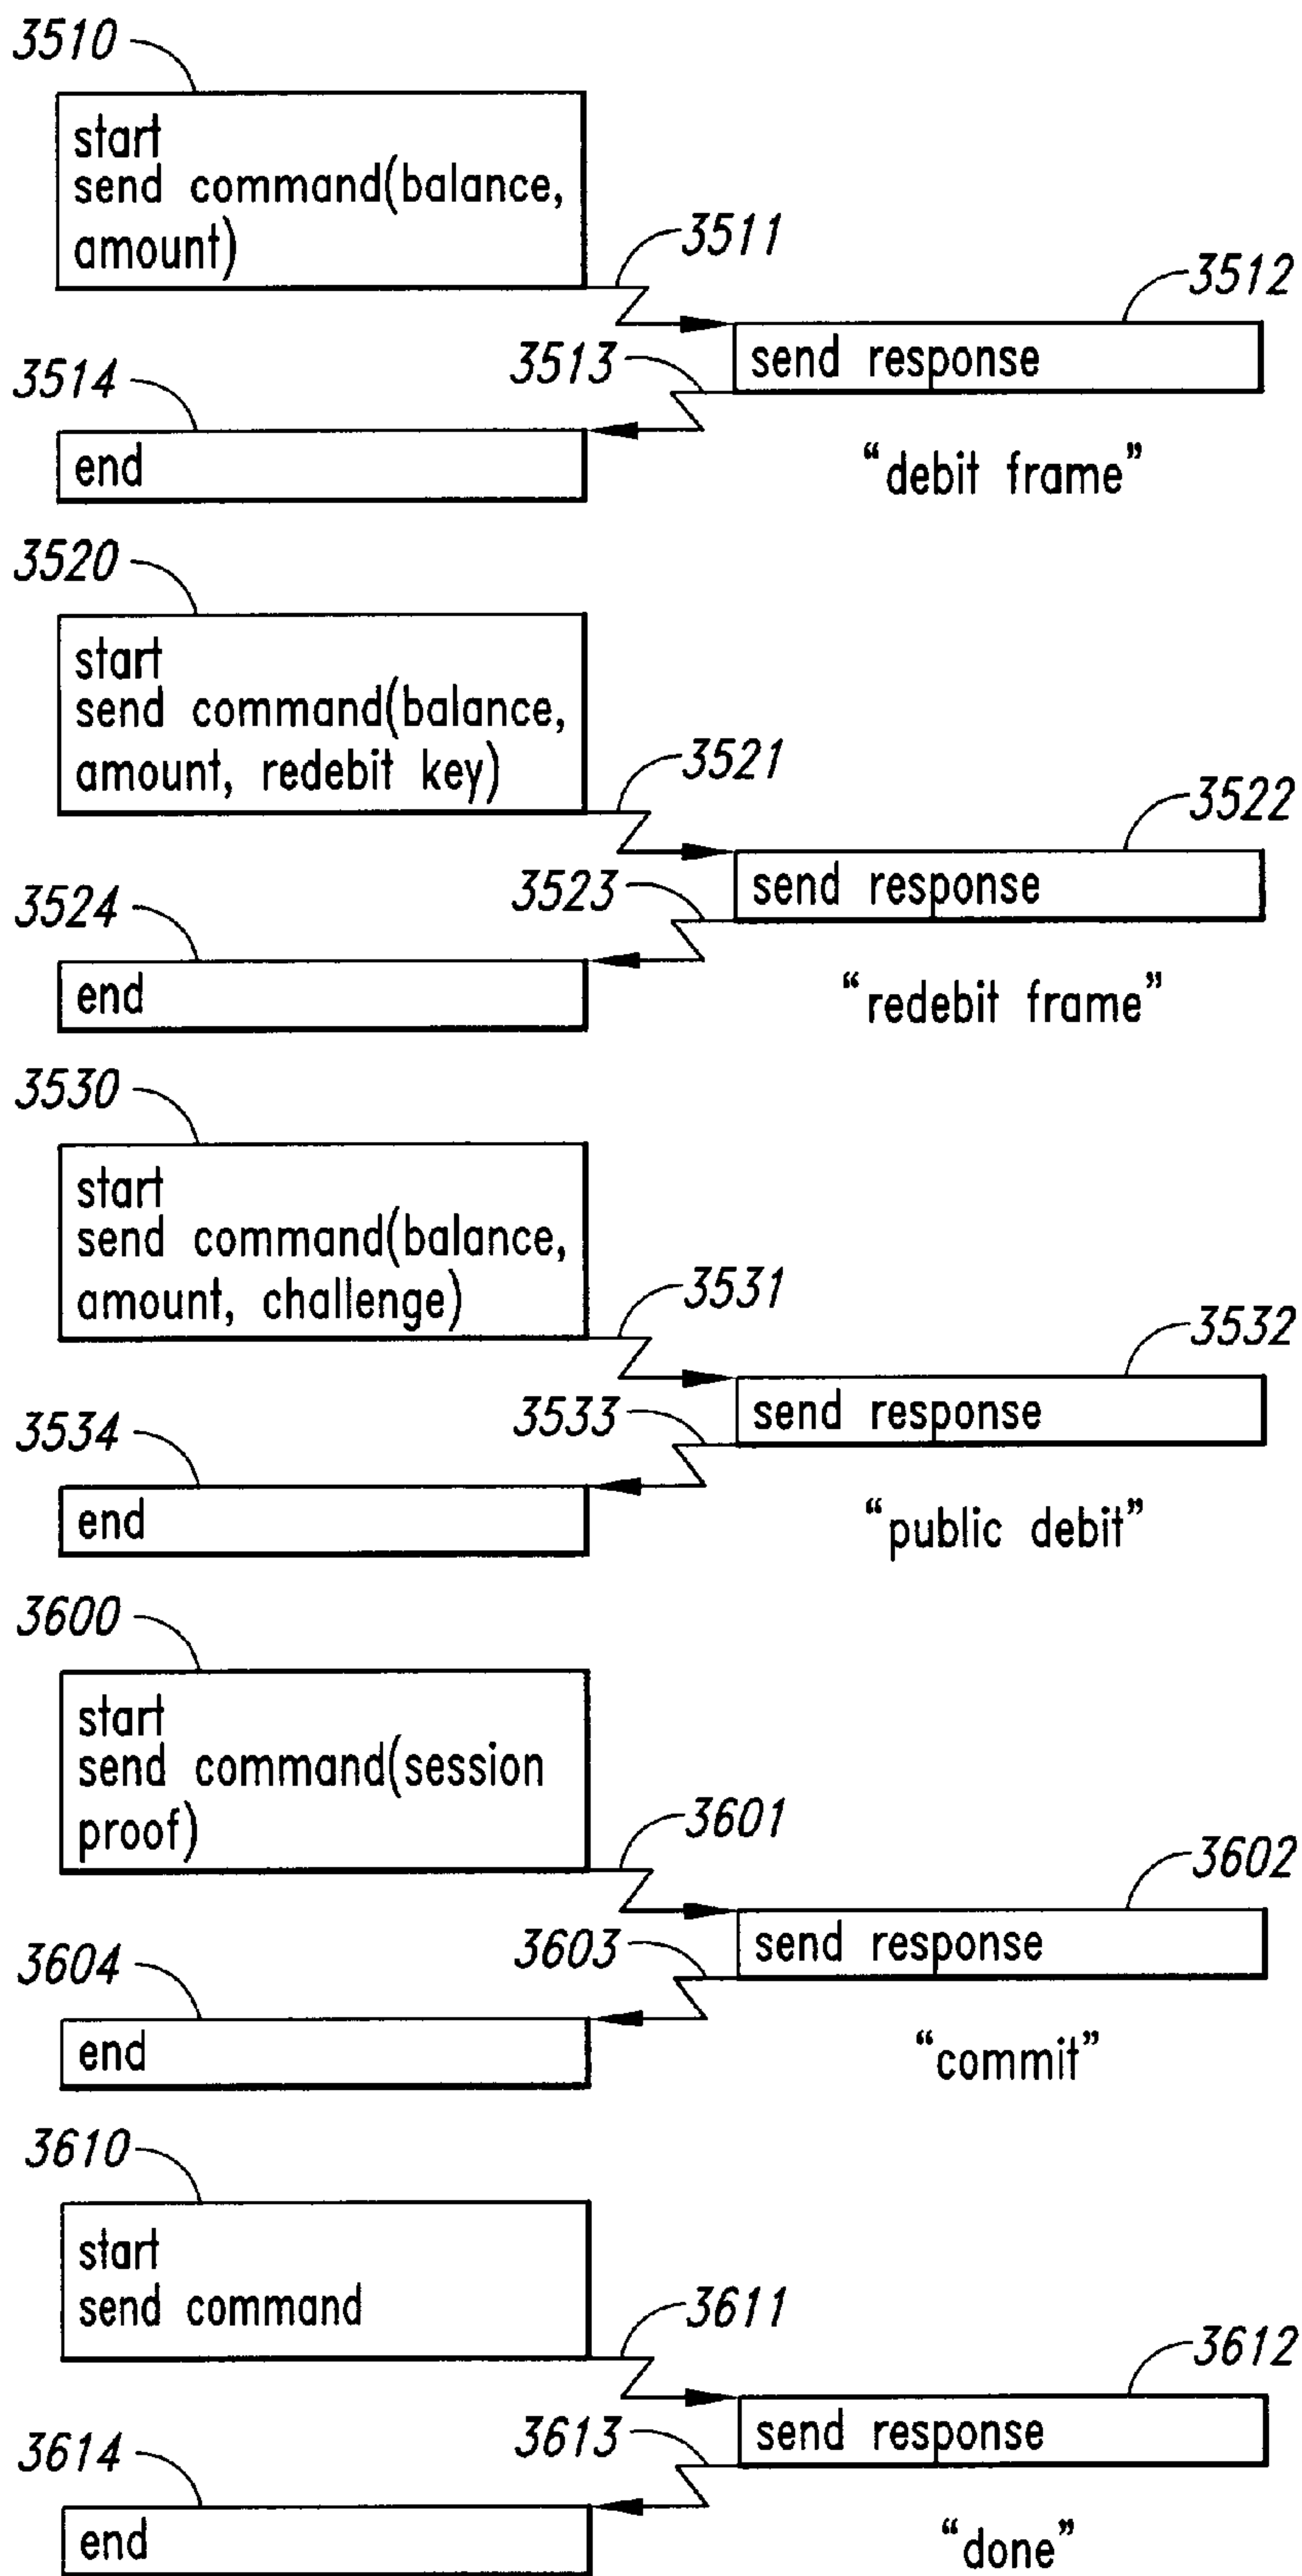 3510
start
send command(balance,
amount)
3511
3512
send response
3513
3514
end
“debit frame”
3520
start
send command(balance,
amount, redebit key)
3521
3522
send response
3523
3524
end
“redebit frame”
3530
start
send command(balance,
amount, challenge)
3531
3532
send response
3533
3534
end
“public debit”
3600
start
send command(session
proof)
3601
3602
send response
3603
3604
end
“commit”
3610
start
send command
3611
3612
send response
3613
3614
end
“done”